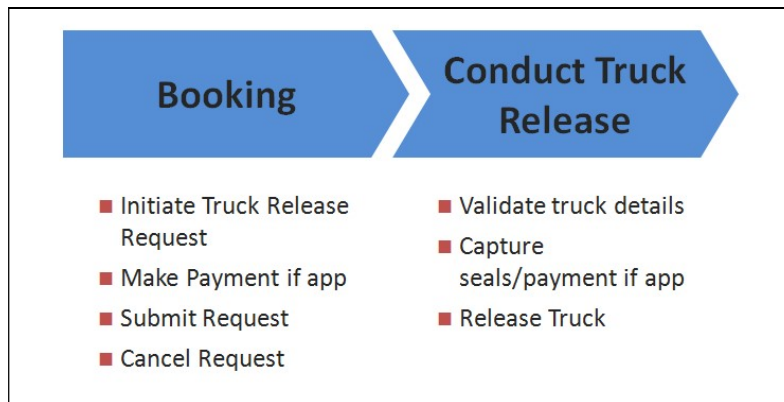 Booking
Conduct Truck
Release
Initiate Truck Release
Request
Make Payment if app
Submit Request
Cancel Request
Validate truck details
Capture
seals/payment if app
Release Truck